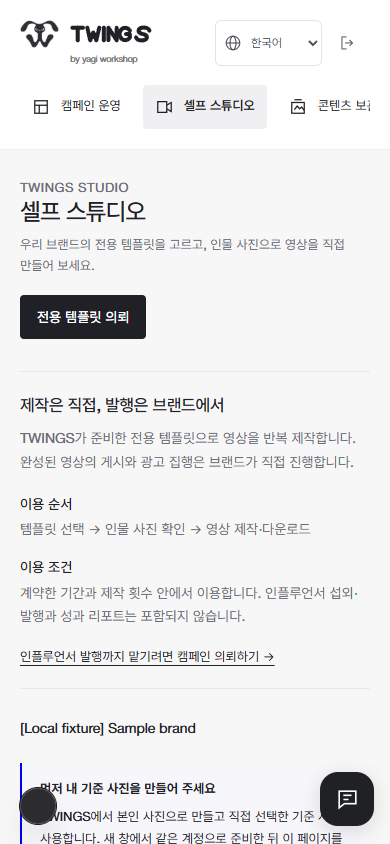 TWINGS
by yagi workshop
한국어
캠페인 운영
셀프 스튜디오
콘텐츠 보
TWINGS STUDIO
셀프 스튜디오
우리 브랜드의 전용 템플릿을 고르고, 인물 사진으로 영상을 직접
만들어 보세요.
전용 템플릿 의뢰
제작은 직접, 발행은 브랜드에서
TWINGS가 준비한 전용 템플릿으로 영상을 반복 제작합니다.
완성된 영상의 게시와 광고 집행은 브랜드가 직접 진행합니다.
이용 순서
템플릿 선택 → 인물 사진 확인 → 영상 제작·다운로드
이용 조건
계약한 기간과 제작 횟수 안에서 이용합니다. 인플루언서 섭외·
발행과 성과 리포트는 포함되지 않습니다.
인플루언서 발행까지 맡기려면 캠페인 의뢰하기 →
[Local fixture] Sample brand
먼저 내 기준 사진을 만들어 주세요
TWINGS에서 본인 사진으로 만들고 직접 선택한 기준
사용합니다. 새 창에서 같은 계정으로 준비한 뒤 이 페이지를